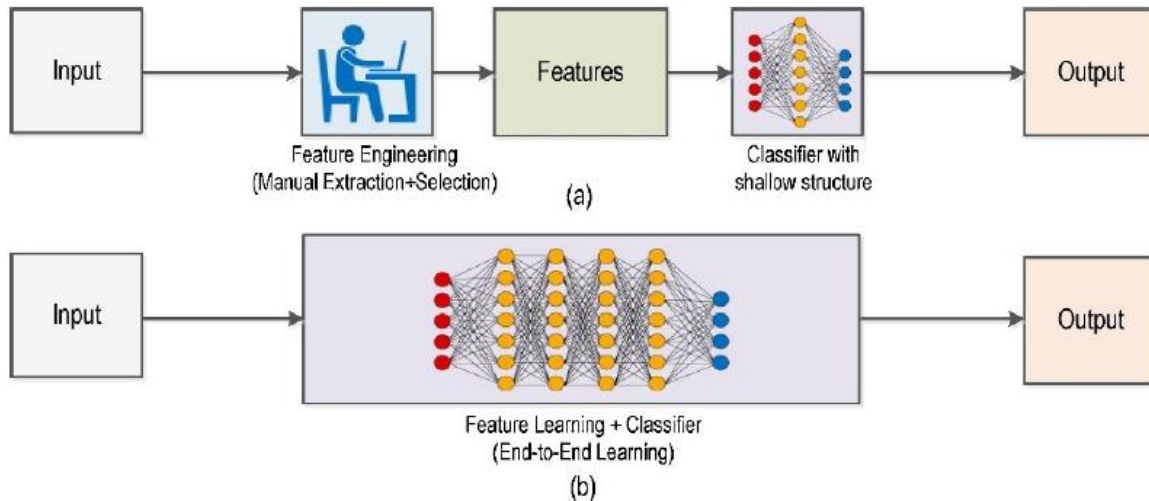 Input
Features
Output
Feature Engineering
(Manual Extraction+Selection)
Classifier with
shallow structure
(a)
Input
Output
Feature Learning + Classifier
(End-to-End Learning)
(b)